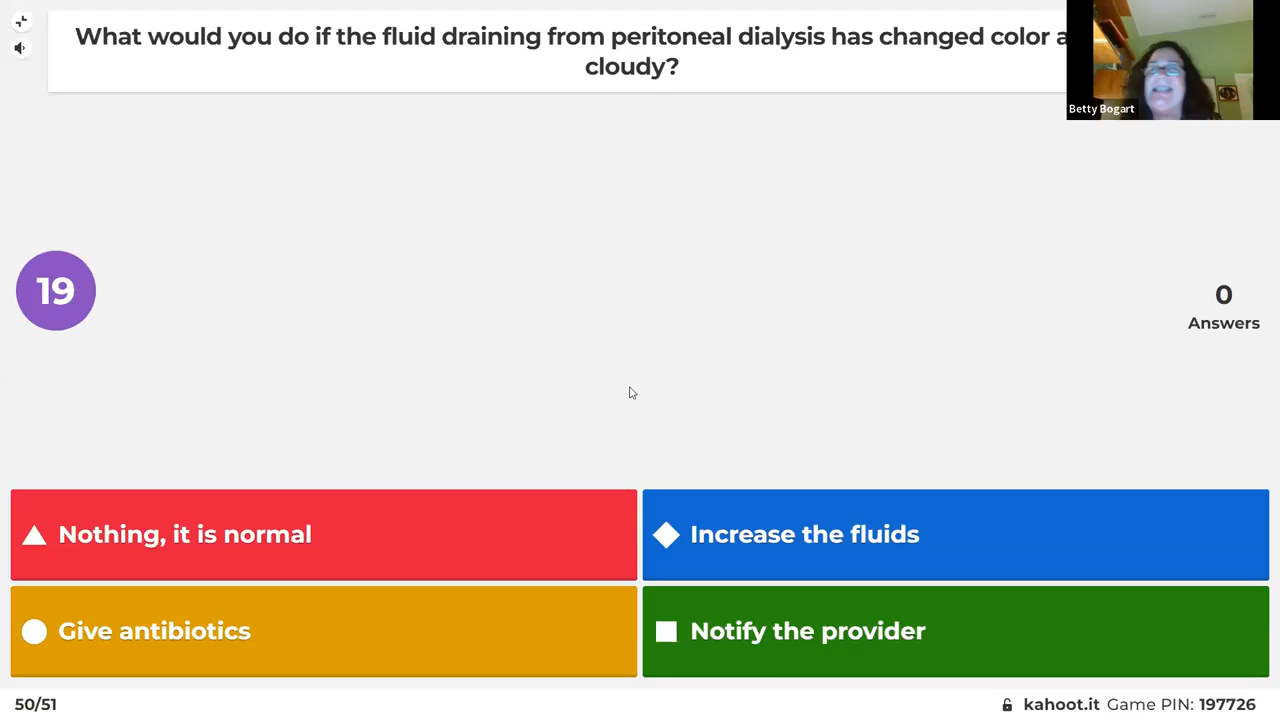 What would you do if the fluid draining from peritoneal dialysis has changed color
cloudy?
Betty Bogart
19
0
Answers
Nothing, it is normal
Increase the fluids
Give antibiotics
Notify the provider
50/51
kahoot.it Game PIN: 197726